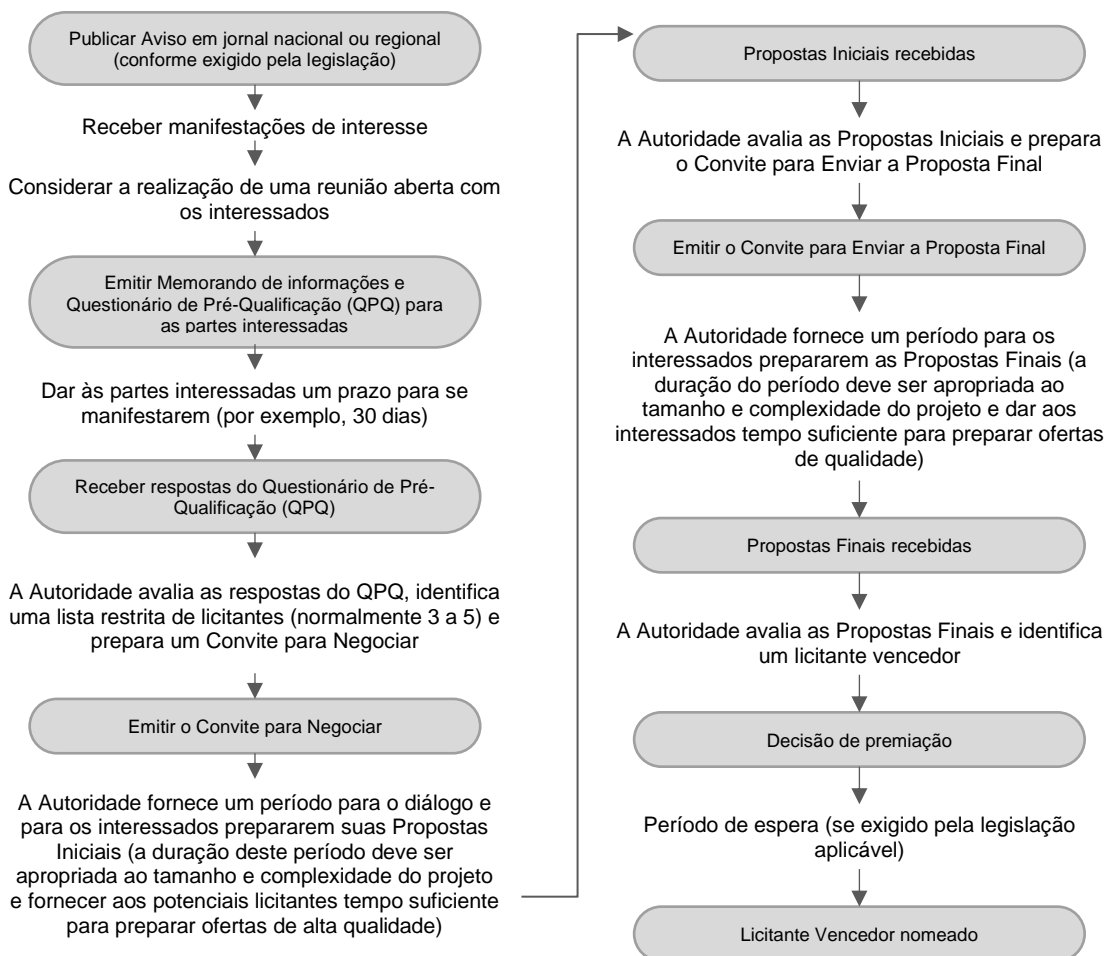 Publicar Aviso em jornal nacional ou regional
(conforme exigido pela legislação)
Receber manifestações de interesse
Considerar a realização de uma reunião aberta com
os interessados
Emitir Memorando de informações e
Questionário de Pré-Qualificação (QPQ) para
as partes interessadas
Dar às partes interessadas um prazo para se
manifestarem (por exemplo, 30 dias)
Receber respostas do Questionário de Pré-
Qualificação (QPQ)
A Autoridade avalia as respostas do QPQ, identifica
uma lista restrita de licitantes (normalmente 3 a 5) e
prepara um Convite para Negociar
Emitir o Convite para Negociar
A Autoridade fornece um período para o diálogo e
para os interessados prepararem suas Propostas
Iniciais (a duração deste período deve ser
apropriada ao tamanho e complexidade do projeto
e fornecer aos potenciais licitantes tempo suficiente
para preparar ofertas de alta qualidade)
Propostas Iniciais recebidas
A Autoridade avalia as Propostas Iniciais e prepara
o Convite para Enviar a Proposta Final
Emitir o Convite para Enviar a Proposta Final
A Autoridade fornece um período para os
interessados prepararem as Propostas Finais (a
duração do período deve ser apropriada ao
tamanho e complexidade do projeto e dar aos
interessados tempo suficiente para preparar ofertas
de qualidade)
Propostas Finais recebidas
A Autoridade avalia as Propostas Finais e identifica
um licitante vencedor
Decisão de premiação
Período de espera (se exigido pela legislação
aplicável)
Licitante Vencedor nomeado